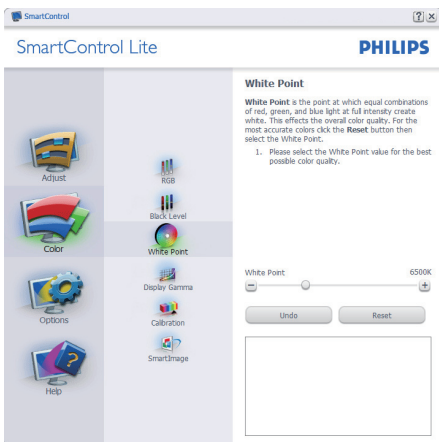 SmartControl
SmartControl Lite
PHILIPS
Adjust
Color
Options
Help
RGB
Black Level
White Point
Display Gamma
Calibration
SmartImage
White Point
White Point is the point at which equal combinations
of red, green, and blue light at full intensity create
white. This effects the overall color quality. For the
most accurate colors click the Reset button then
select the White Point.
1. Please select the White Point value for the best
possible color quality.
White Point 6500K
Undo
Reset